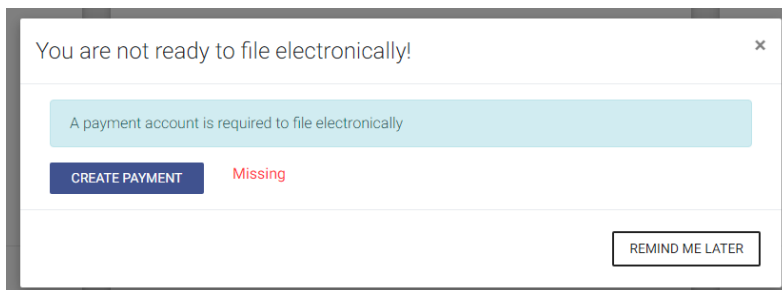 You are not ready to file electronically!
×
A payment account is required to file electronically
CREATE PAYMENT Missing
REMIND ME LATER